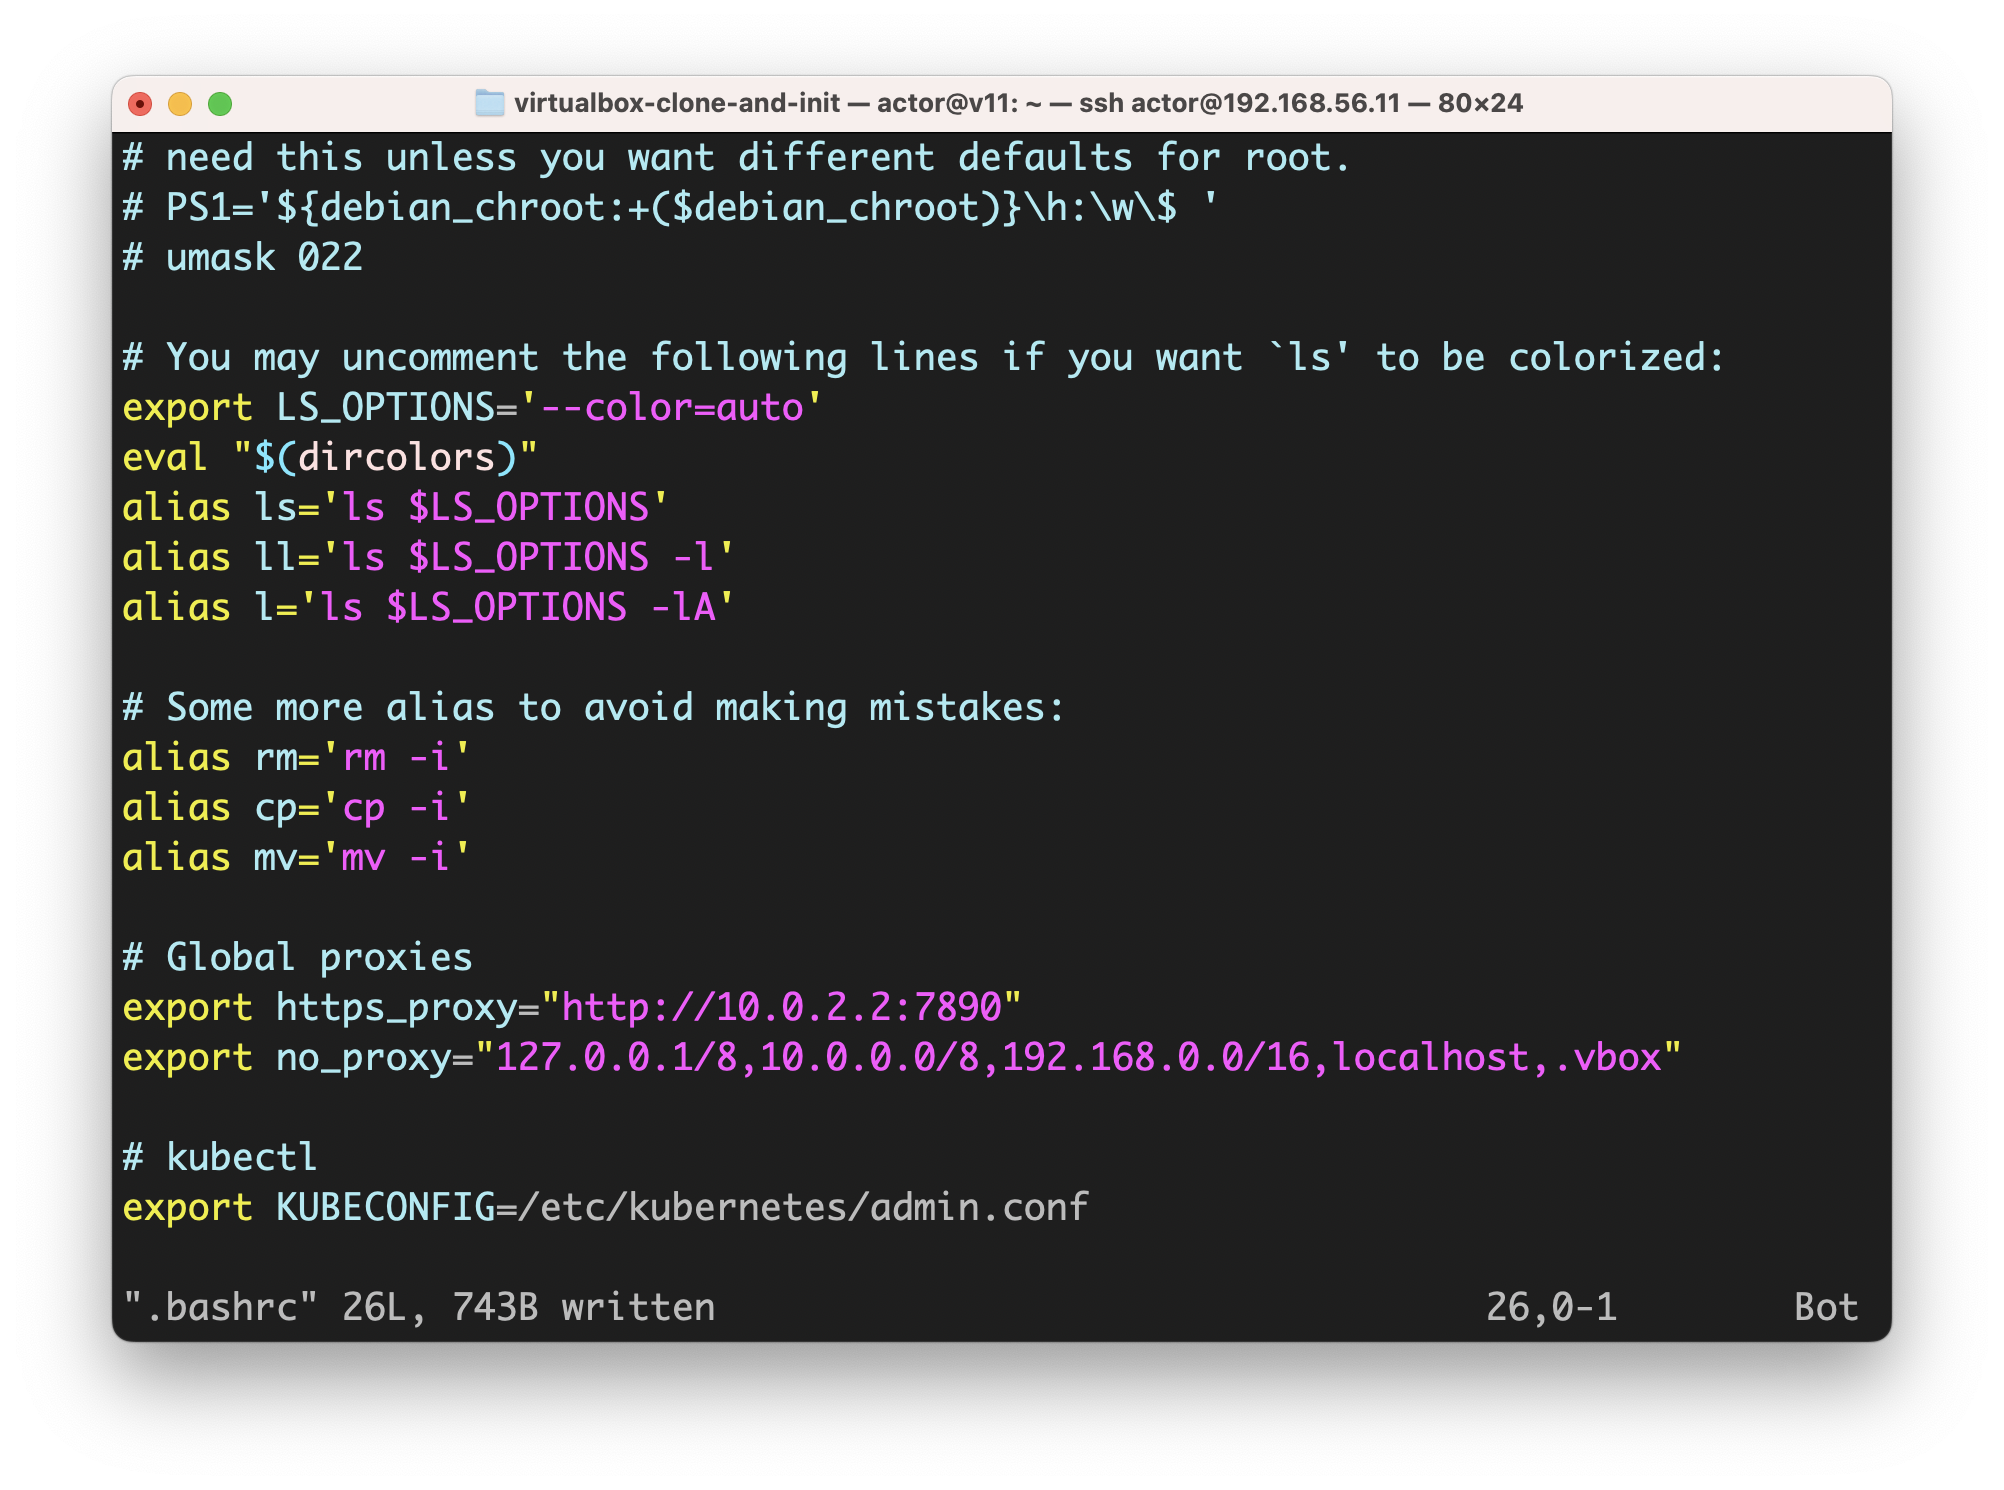 virtualbox-clone-and-init — actor@v11: ~ — ssh actor@192.168.56.11 — 80×24
# need this unless you want different defaults for root.
# PS1='${debian_chroot:+($debian_chroot)}\h:\w\$ '
# umask 022
# You may uncomment the following lines if you want `ls' to be colorized:
export LS_OPTIONS='--color=auto'
eval "$(dircolors)"
alias ls='ls $LS_OPTIONS'
alias ll='ls $LS_OPTIONS -l'
alias l='ls $LS_OPTIONS -lA'
# Some more alias to avoid making mistakes:
alias rm='rm -i'
alias cp='cp -i'
alias mv='mv -i'
# Global proxies
export https_proxy="http://10.0.2.2:7890"
export no_proxy="127.0.0.1/8,10.0.0.0/8,192.168.0.0/16,localhost,.vbox"
# kubectl
export KUBECONFIG=/etc/kubernetes/admin.conf
".bashrc" 26L, 743B written 26,0-1 Bot